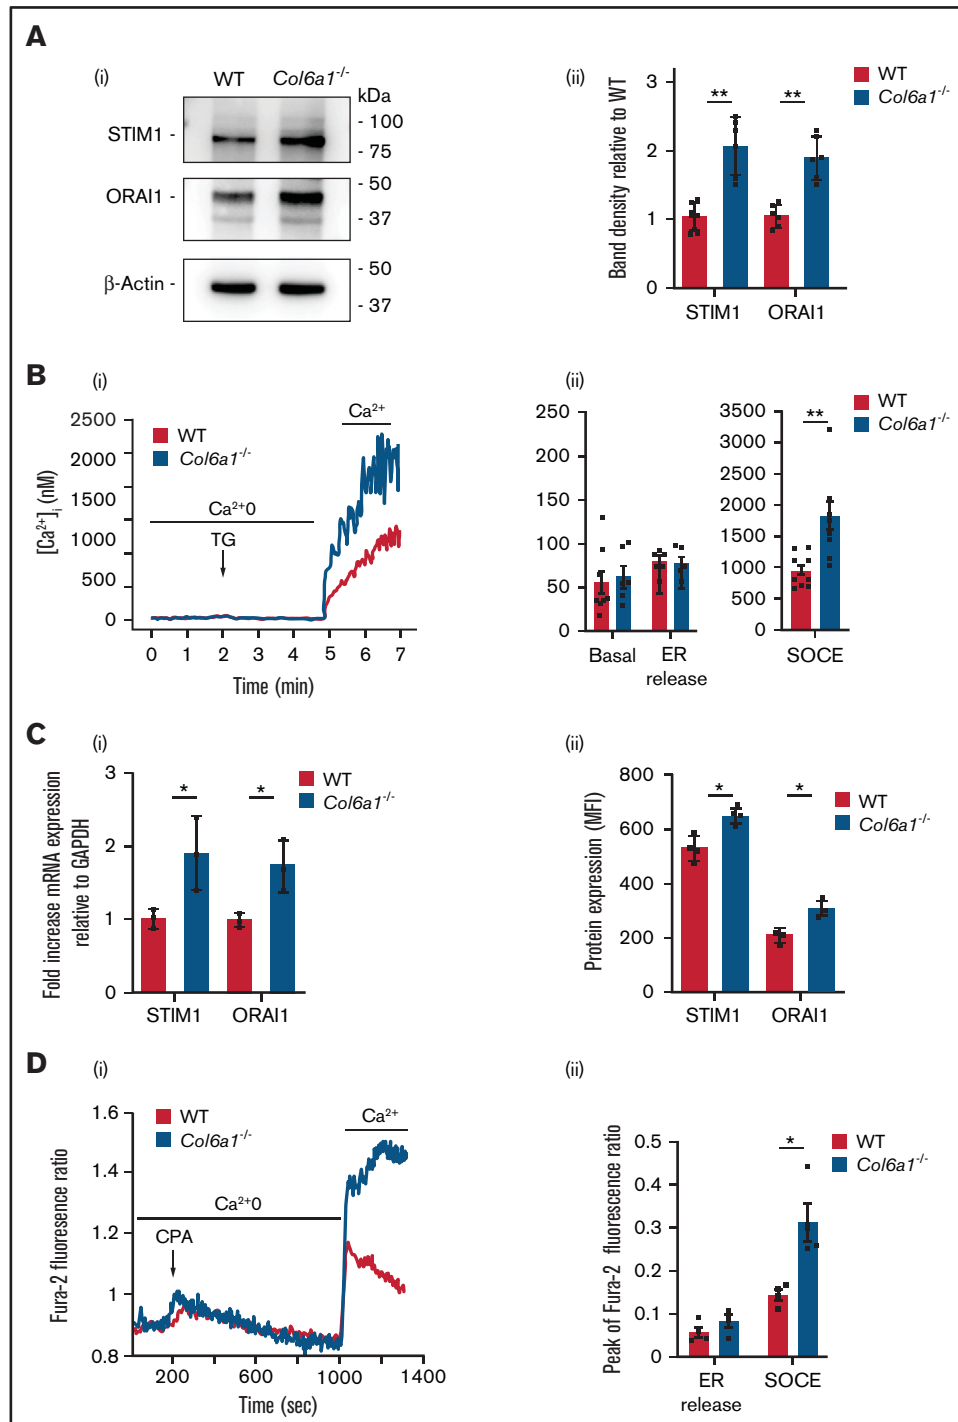 A
(i)
WT Col6a1-/-
kDa
STIM1 -
- 100
- 75
ORAI1 -
- 50
- 37
β-Actin -
- 50
- 37
(ii)
Band density relative to WT
3
2
1
0
** **
STIM1 ORAI1
WT
Col6a1-/-
B
(i)
[Ca2+]i (nM)
2500
2000
1500
1000
500
0
WT
Col6a1-/-
Ca2+
Ca2+0
TG
0 1 2 3 4 5 6 7
Time (min)
(ii)
250
200
150
100
50
0
Basal ER
release
3500
3000
2000
1500
1000
500
0
**
SOCE
WT
Col6a1-/-
C
(i)
Fold increase mRNA expression
relative to GAPDH
3
2
1
0
* *
STIM1 ORAI1
WT
Col6a1-/-
(ii)
Protein expression (MFI)
800
600
400
200
0
* *
STIM1 ORAI1
WT
Col6a1-/-
D
(i)
Fura-2 fluoresence ratio
1.6
1.4
1.2
1
0.8
WT
Col6a1-/-
Ca2+
Ca2+0
CPA
200 600 1000 1400
Time (sec)
(ii)
Peak of Fura-2 fluorescence ratio
0.5
0.4
0.3
0.2
0.1
0
*
ER
release
SOCE
WT
Col6a1-/-